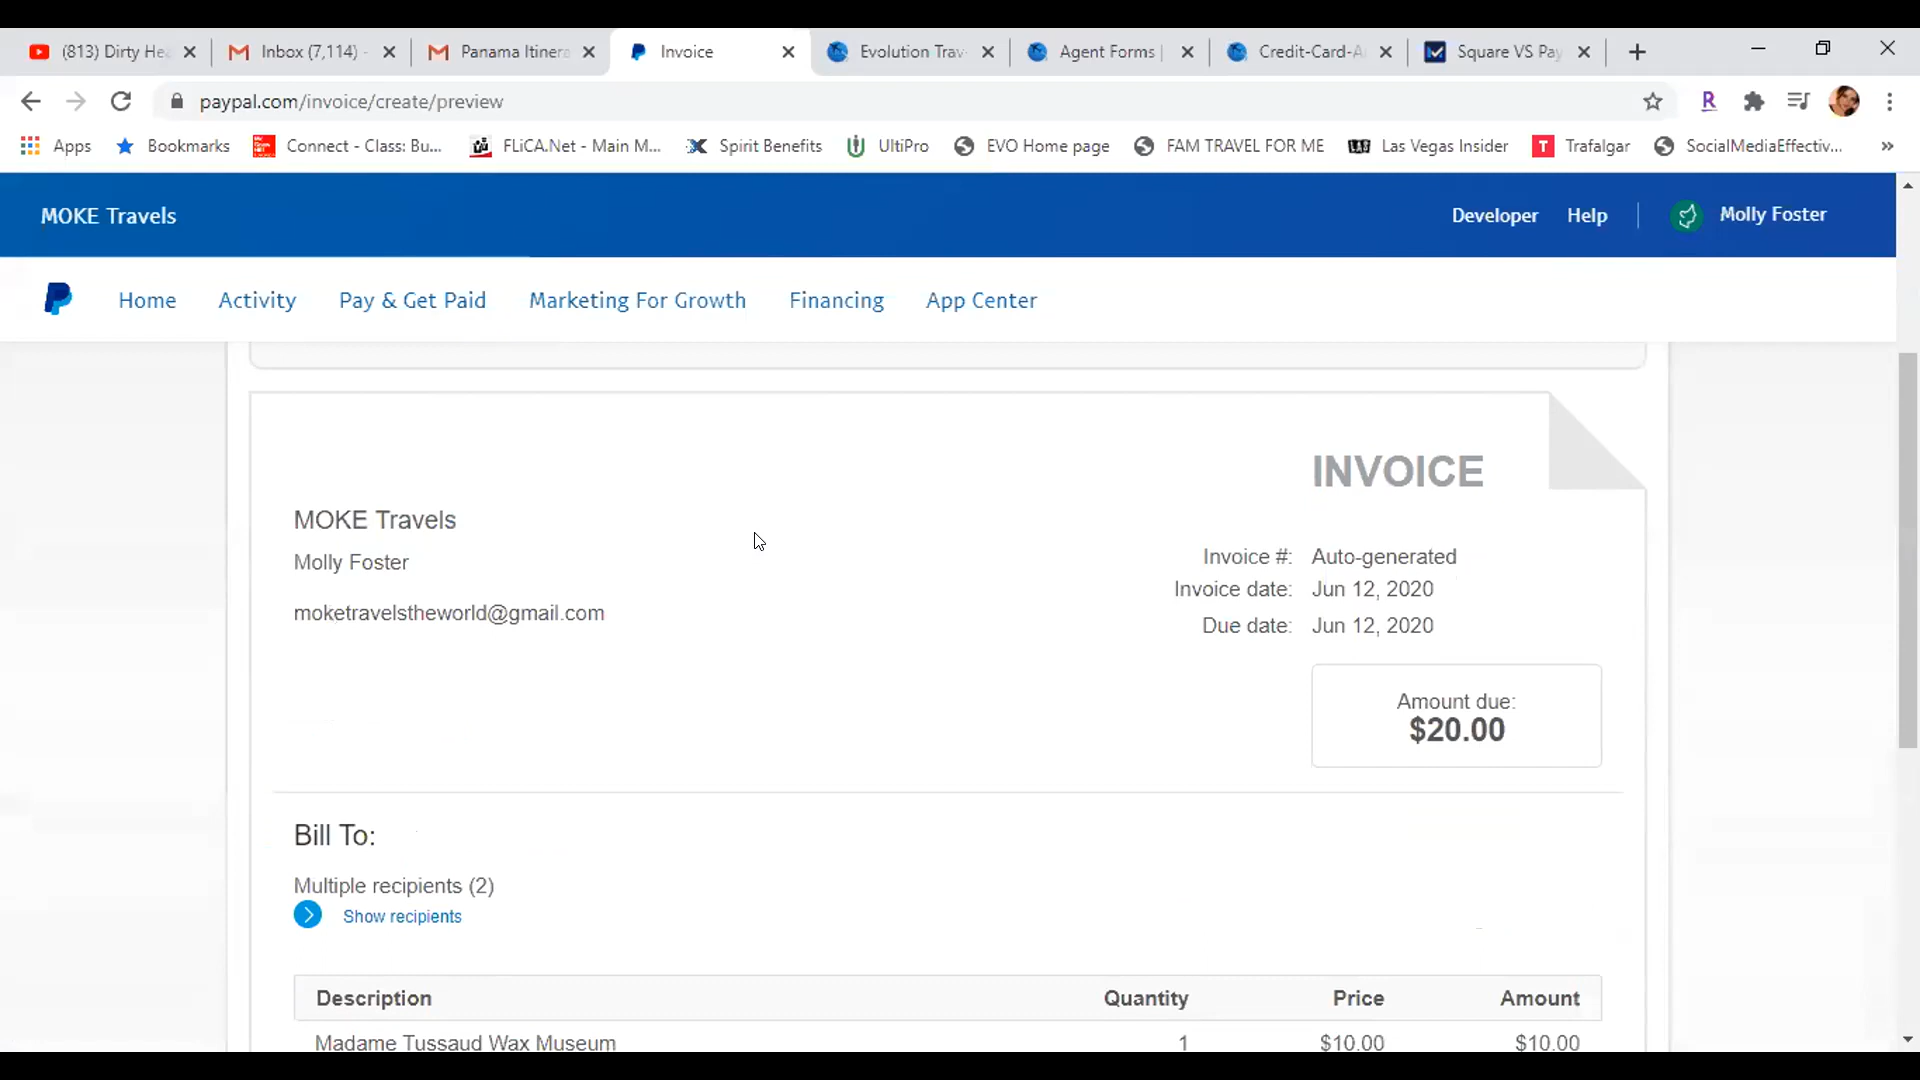 (813) Dirty Hea
Inbox (7,114) -
Panama Itinera
Invoice
Evolution Trav
Agent Forms |
Credit-Card-A
Square VS Pay
paypal.com/invoice/create/preview
Apps
Bookmarks
Connect - Class: Bu...
FLiCA.Net - Main M...
Spirit Benefits
UltiPro
EVO Home page
FAM TRAVEL FOR ME
Las Vegas Insider
Trafalgar
SocialMediaEffectiv...
MOKE Travels
Developer
Help
Molly Foster
Home
Activity
Pay & Get Paid
Marketing For Growth
Financing
App Center
INVOICE
MOKE Travels
Molly Foster
moketravelstheworld@gmail.com
Invoice #: Auto-generated
Invoice date: Jun 12, 2020
Due date: Jun 12, 2020
Amount due:
$20.00
Bill To:
Multiple recipients (2)
Show recipients
Description Quantity Price Amount
Madame Tussaud Wax Museum 1 $10.00 $10.00